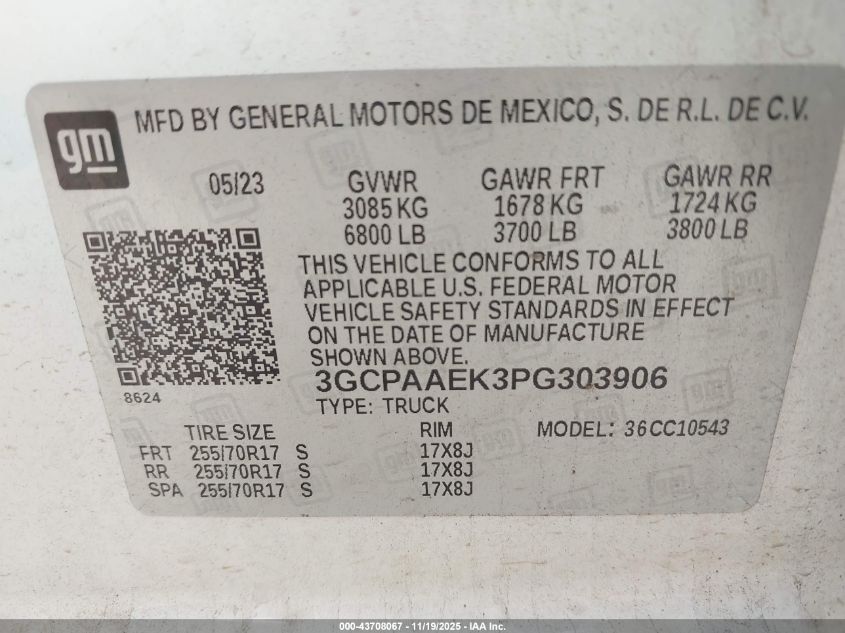 gm
MFD BY GENERAL MOTORS DE MEXICO, S. DE R.L. DE C.V.
05/23 GVWR GAWR FRT GAWR RR
3085 KG 1678 KG 1724 KG
6800 LB 3700 LB 3800 LB
THIS VEHICLE CONFORMS TO ALL
APPLICABLE U.S. FEDERAL MOTOR
VEHICLE SAFETY STANDARDS IN EFFECT
ON THE DATE OF MANUFACTURE
SHOWN ABOVE.
8624
3GCPAAEK3PG303906
TYPE: TRUCK
TIRE SIZE RIM MODEL: 36CC10543
FRT 255/70R17 S 17X8J
RR 255/70R17 S 17X8J
SPA 255/70R17 S 17X8J
000-43708067 - 11/19/2025 - IAA Inc.